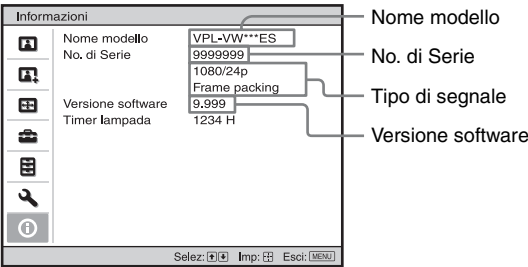 Informazioni
Nome modello VPL-VW***ES
No. di Serie 9999999
1080/24p
Frame packing
Versione software 9.999
Timer lampada 1234 H
Selez: Imp: Esci: MENU
Nome modello
No. di Serie
Tipo di segnale
Versione software